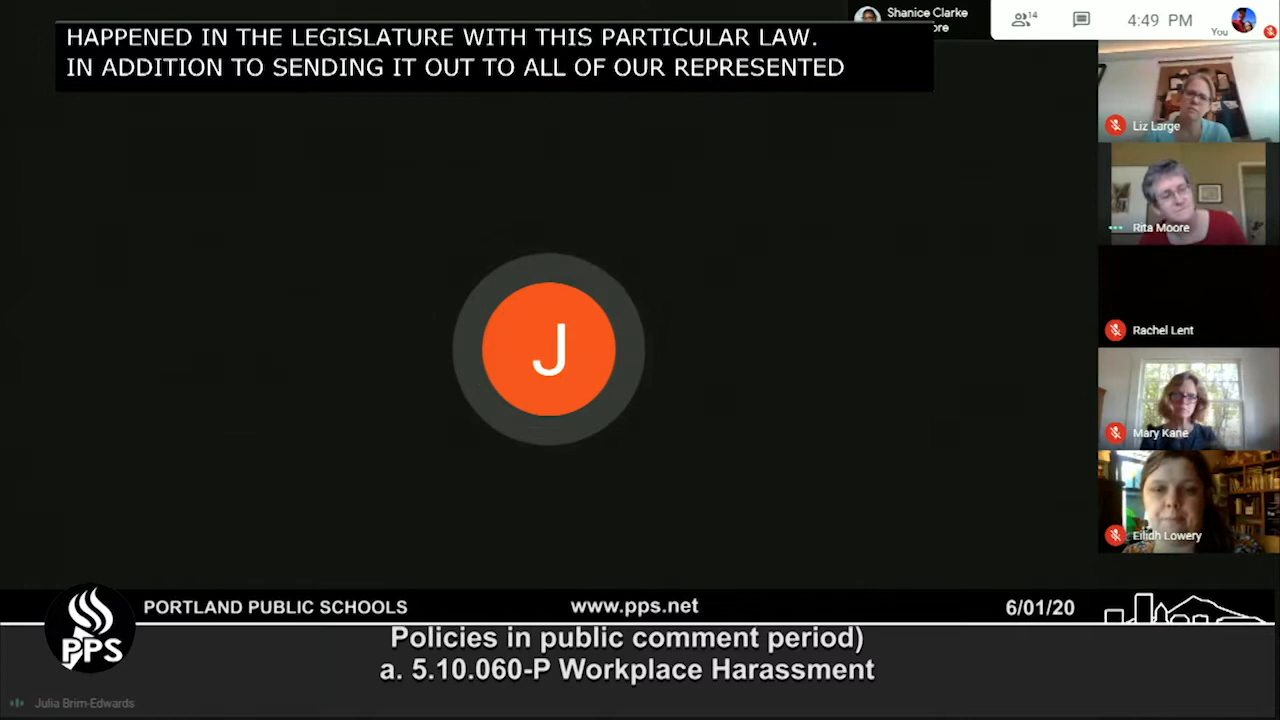 Shanice Clarke
ore
14
4:49 PM
You
HAPPENED IN THE LEGISLATURE WITH THIS PARTICULAR LAW.
IN ADDITION TO SENDING IT OUT TO ALL OF OUR REPRESENTED
Liz Large
Rita Moore
Rachel Lent
Mary Kane
Eilidh Lowery
J
PPS
PORTLAND PUBLIC SCHOOLS
www.pps.net
6/01/20
Policies in public comment period)
a. 5.10.060-P Workplace Harassment
Julia Brim-Edwards